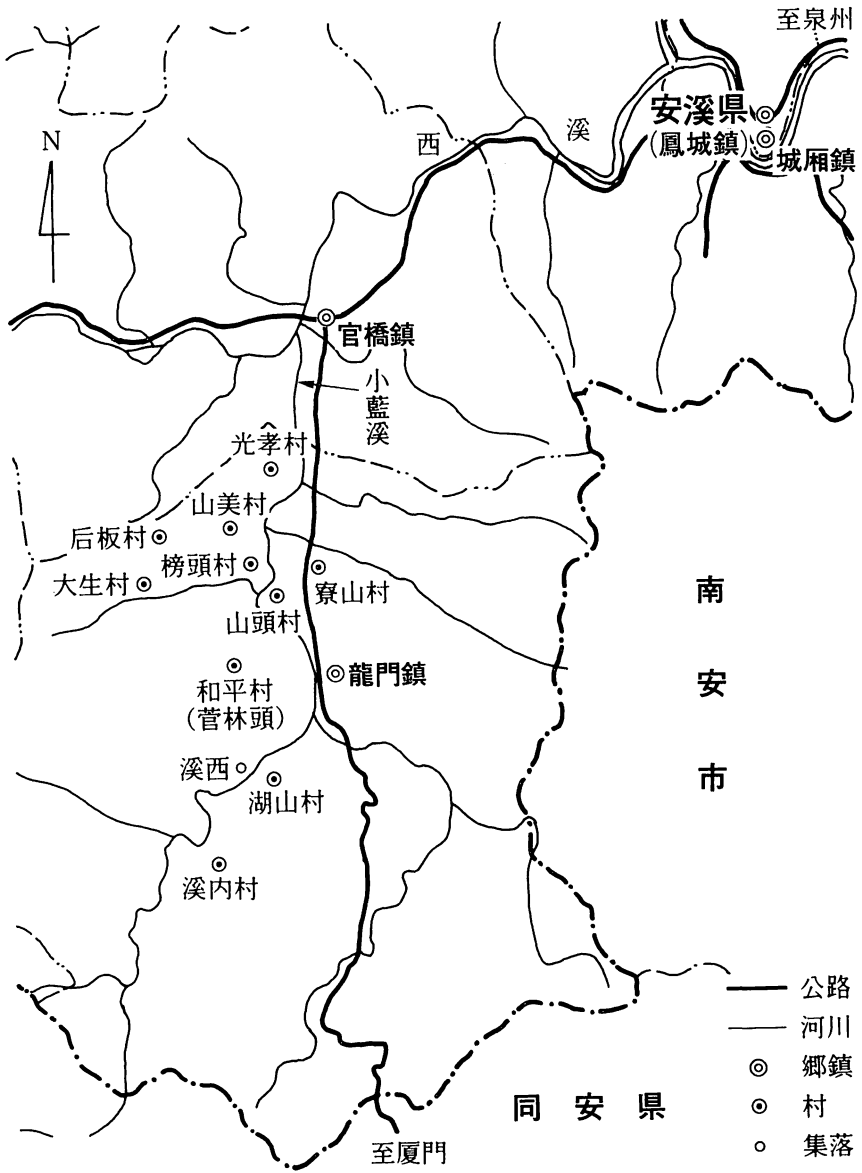 至泉州
安溪県
(鳳城鎮)
城廂鎮
西
溪
N
官橋鎮
小藍溪
光孝村
山美村
后板村
榜頭村
大生村
寮山村
山頭村
龍門鎮
和平村
(菅林頭)
溪西
湖山村
溪内村
南安市
同安県
至厦門
公路
河川
郷鎮
村
集落